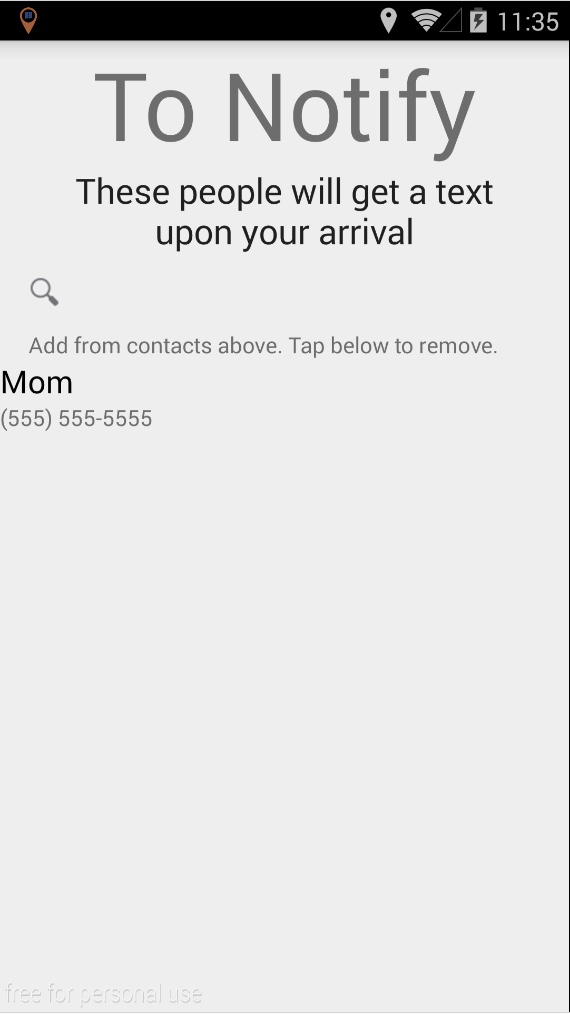 11:35
To Notify
These people will get a text
upon your arrival
Add from contacts above. Tap below to remove.
Mom
(555) 555-5555
free for personal use